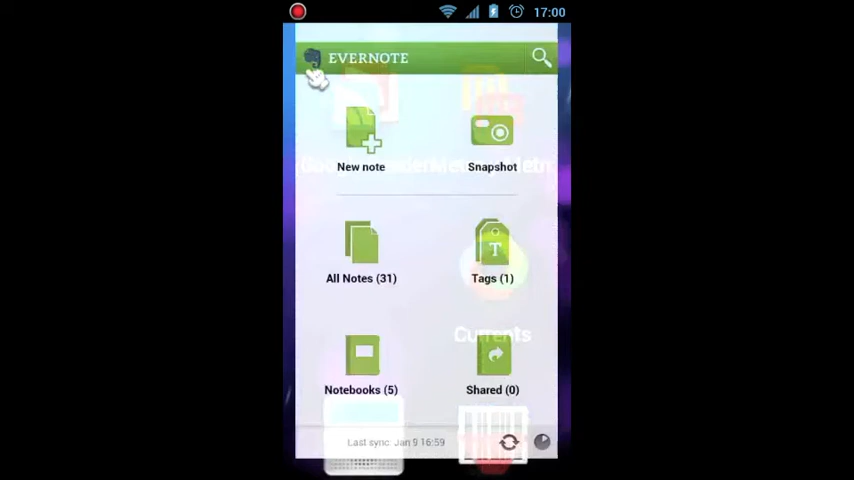 17:00
EVERNOTE
New note
Snapshot
All Notes (31)
T
Tags (1)
Currents
Notebooks (5)
Shared (0)
Last sync: Jan 9 16:59